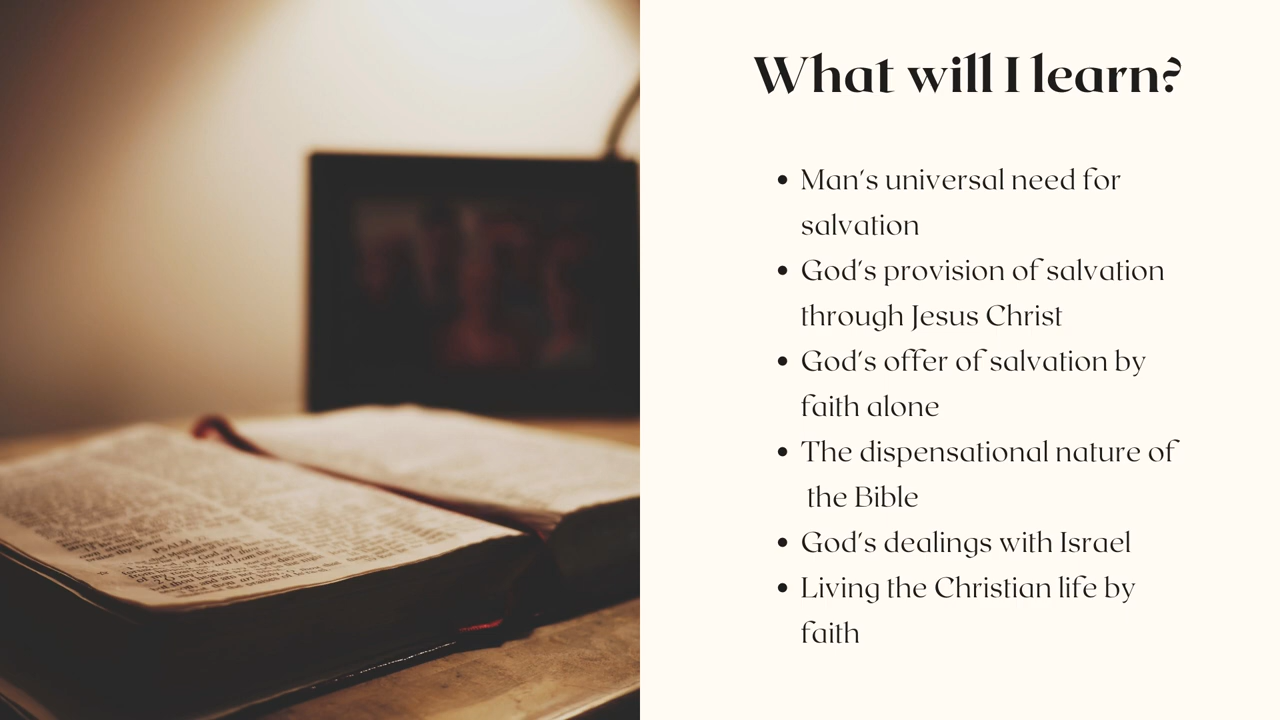 What will I learn?
• Man's universal need for
salvation
• God's provision of salvation
through Jesus Christ
• God's offer of salvation by
faith alone
• The dispensational nature of
the Bible
• God's dealings with Israel
• Living the Christian life by
faith
PSALM